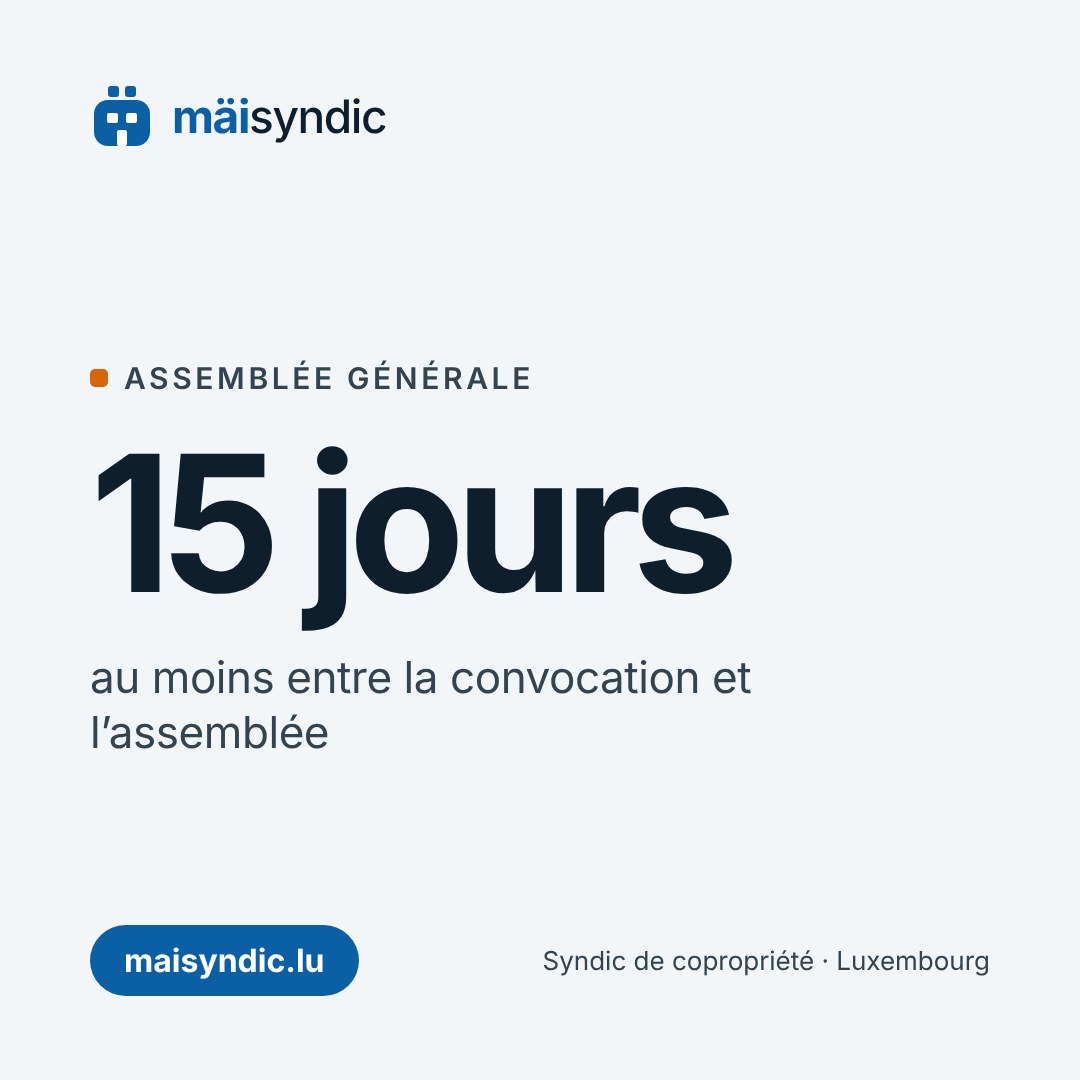 mäisyndic
ASSEMBLÉE GÉNÉRALE
15 jours
au moins entre la convocation et
l’assemblée
maisyndic.lu
Syndic de copropriété · Luxembourg